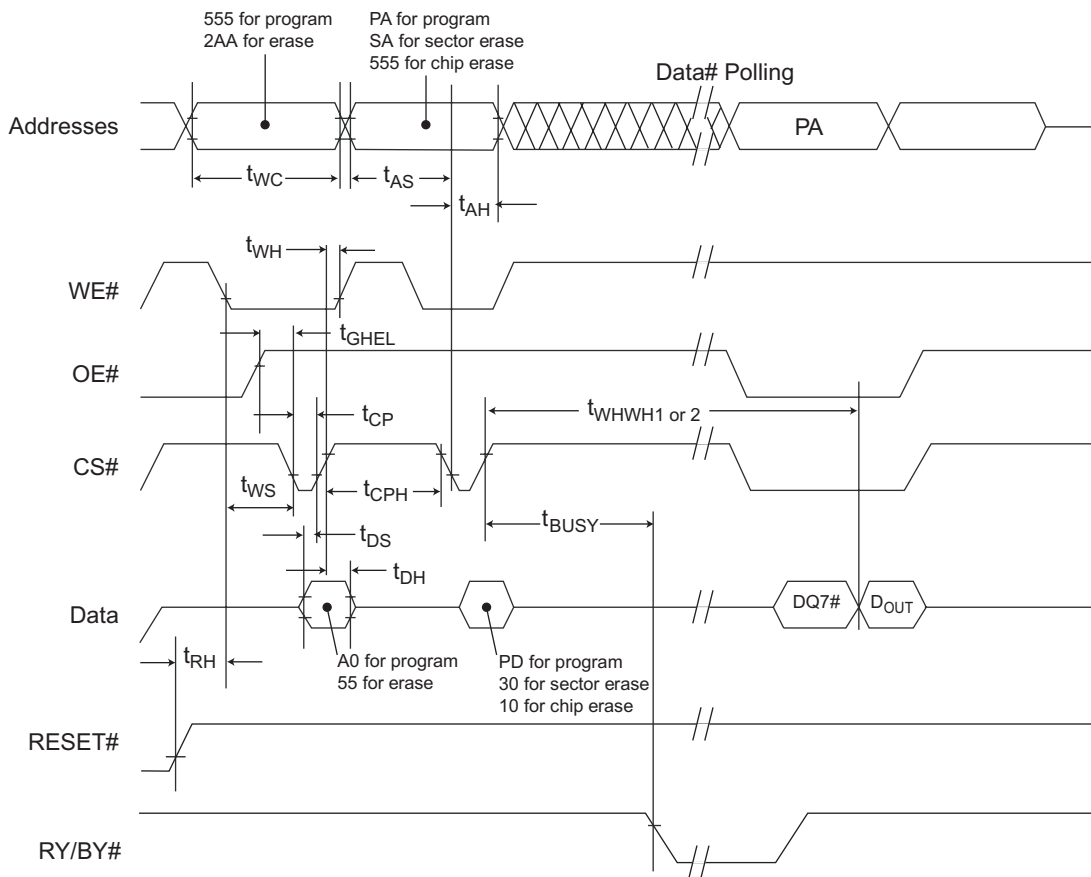 555 for program
2AA for erase
PA for program
SA for sector erase
555 for chip erase
Data# Polling
Addresses
PA
tWC
tAS
tAH
tWH
WE#
tGHEL
OE#
tCP
tWHWH1 or 2
CS#
tWS
tCPH
tBUSY
tDS
tDH
Data
DQ7#
DOUT
tRH
A0 for program
55 for erase
PD for program
30 for sector erase
10 for chip erase
RESET#
RY/BY#